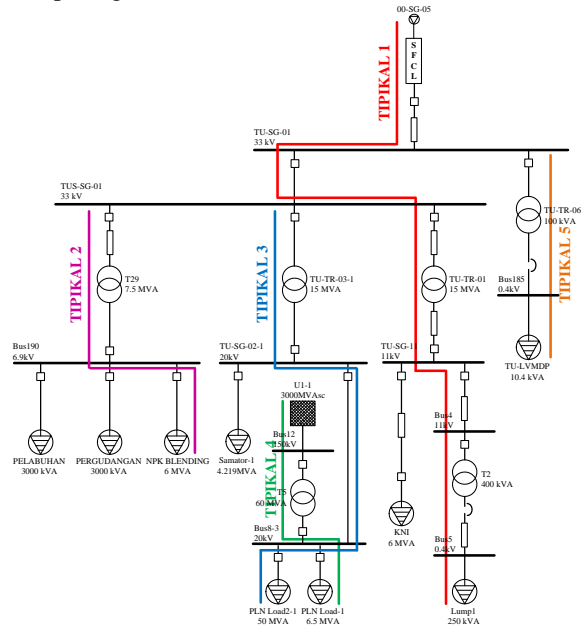 00-SG-05
S
F
C
L
TIPIKAL 1
TU-SG-01
33 kV
TUS-SG-01
33 kV
TU-TR-06
100 kVA
TIPIKAL 2
TIPIKAL 3
TIPIKAL 5
T29
7.5 MVA
TU-TR-03-1
15 MVA
TU-TR-01
15 MVA
Bus185
0.4kV
Bus190
6.9kV
TU-SG-02-1
20kV
TU-SG-11
11kV
TU-LVMDP
10.4 kVA
U1-1
3000MVAsc
Bus4
11kV
Bus12
150kV
PELABUHAN
3000 kVA
PERGUDANGAN
3000 kVA
NPK BLENDING
6 MVA
Samator-1
4.219MVA
TIPIKAL 4
T5
60 MVA
T2
400 kVA
KNI
6 MVA
Bus8-3
20kV
Bus5
0.4kV
PLN Load2-1
50 MVA
PLN Load-1
6.5 MVA
Lump1
250 kVA